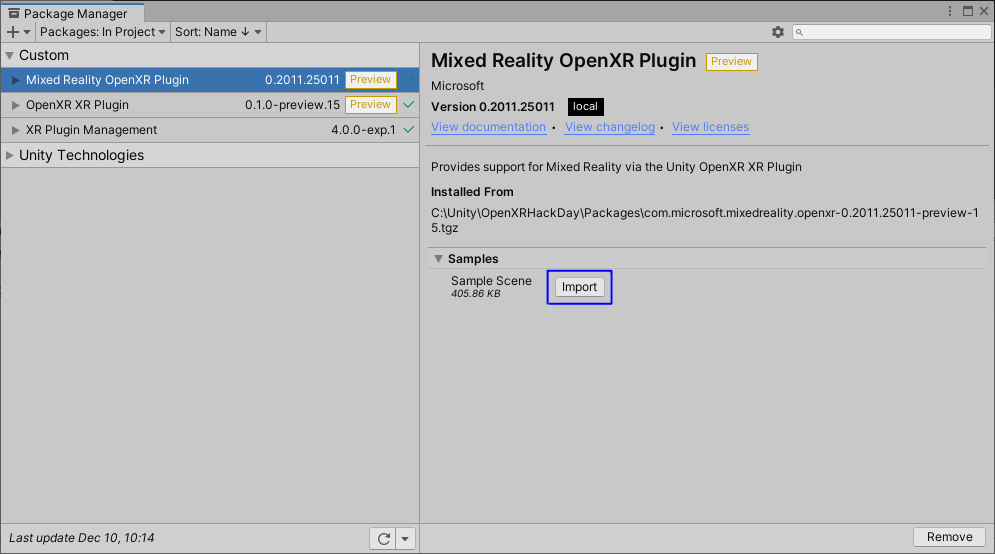 Package Manager
Packages: In Project Sort: Name ↓
Custom
Mixed Reality OpenXR Plugin 0.2011.25011 Preview
OpenXR XR Plugin 0.1.0-preview.15 Preview
XR Plugin Management 4.0.0-exp.1
Unity Technologies
Last update Dec 10, 10:14
Mixed Reality OpenXR Plugin Preview
Microsoft
Version 0.2011.25011 local
View documentation • View changelog • View licenses
Provides support for Mixed Reality via the Unity OpenXR XR Plugin
Installed From
C:\Unity\OpenXRHackDay\Packages\com.microsoft.mixedreality.openxr-0.2011.25011-preview-1
5.tgz
Samples
Sample Scene Import
405.86 KB
Remove